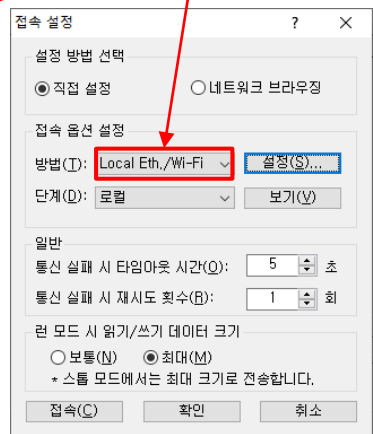 접속 설정 ? ×
설정 방법 선택
직접 설정 네트워크 브라우징
접속 옵션 설정
방법(T): Local Eth./Wi-Fi 설정(S)...
단계(D): 로컬 보기(V)
일반
통신 실패 시 타임아웃 시간(O): 5 초
통신 실패 시 재시도 횟수(R): 1 회
런 모드 시 읽기/쓰기 데이터 크기
보통(N) 최대(M)
* 스톱 모드에서는 최대 크기로 전송합니다.
접속(C) 확인 취소